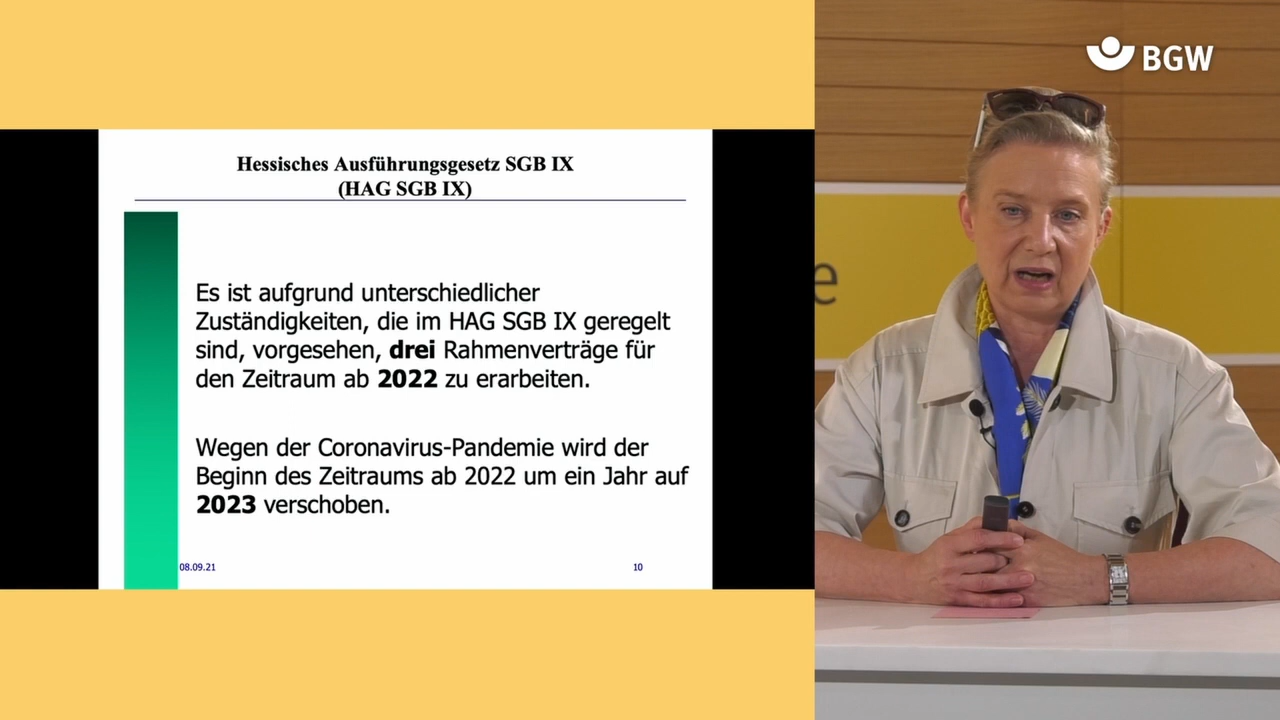 BGW
e
Hessisches Ausführungsgesetz SGB IX
(HAG SGB IX)
Es ist aufgrund unterschiedlicher
Zuständigkeiten, die im HAG SGB IX geregelt
sind, vorgesehen, drei Rahmenverträge für
den Zeitraum ab 2022 zu erarbeiten.
Wegen der Coronavirus-Pandemie wird der
Beginn des Zeitraums ab 2022 um ein Jahr auf
2023 verschoben.
08.09.21
10